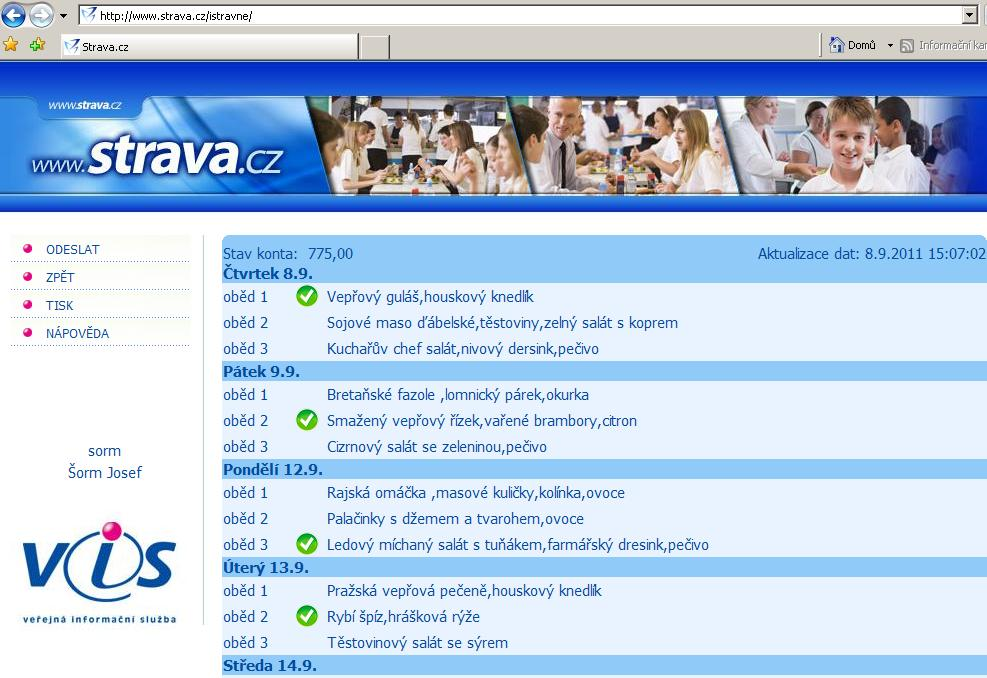 http://www.strava.cz/istravne/
Strava.cz
Domů
Informační ka
www.strava.cz
www.strava.cz
ODESLAT
ZPĚT
TISK
NÁPOVĚDA
sorm
Šorm Josef
vis
veřejná informační služba
Stav konta: 775,00 Aktualizace dat: 8.9.2011 15:07:02
Čtvrtek 8.9.
oběd 1 Vepřový guláš,houskový knedlík
oběd 2 Sojové maso ďábelské,těstoviny,zelný salát s koprem
oběd 3 Kuchařův chef salát,nivový dersink,pečivo
Pátek 9.9.
oběd 1 Bretaňské fazole ,lomnický párek,okurka
oběd 2 Smažený vepřový řízek,vařené brambory,citron
oběd 3 Cizrnový salát se zeleninou,pečivo
Pondělí 12.9.
oběd 1 Rajská omáčka ,masové kuličky,kolínka,ovoce
oběd 2 Palačinky s džemem a tvarohem,ovoce
oběd 3 Ledový míchaný salát s tuňákem,farmářský dresink,pečivo
Úterý 13.9.
oběd 1 Pražská vepřová pečeně,houskový knedlík
oběd 2 Rybí špíz,hrášková rýže
oběd 3 Těstovinový salát se sýrem
Středa 14.9.